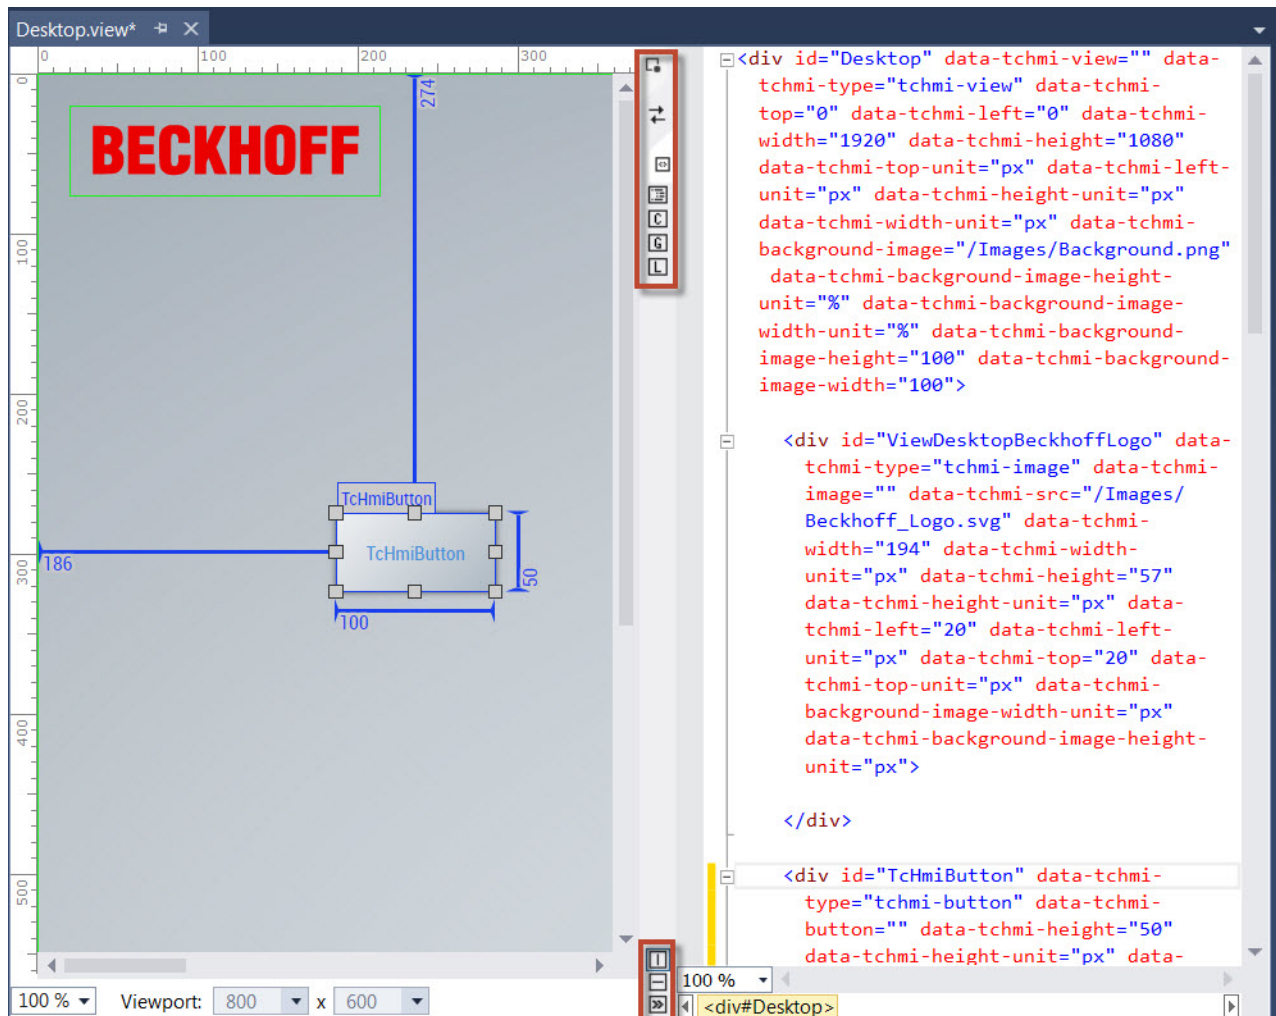 Desktop.view*
0 100 200 300
0
100
200
300
400
500
BECKHOFF
274
TcHmiButton
TcHmiButton
186
50
100
C
G
L
100 %
Viewport: 800 x 600
<div id="Desktop" data-tchmi-view="" data-
tchmi-type="tchmi-view" data-tchmi-
top="0" data-tchmi-left="0" data-tchmi-
width="1920" data-tchmi-height="1080"
data-tchmi-top-unit="px" data-tchmi-left-
unit="px" data-tchmi-height-unit="px"
data-tchmi-width-unit="px" data-tchmi-
background-image="/Images/Background.png"
data-tchmi-background-image-height-
unit="%" data-tchmi-background-image-
width-unit="%" data-tchmi-background-
image-height="100" data-tchmi-background-
image-width="100">
<div id="ViewDesktopBeckhoffLogo" data-
tchmi-type="tchmi-image" data-tchmi-
image="" data-tchmi-src="/Images/
Beckhoff_Logo.svg" data-tchmi-
width="194" data-tchmi-width-
unit="px" data-tchmi-height="57"
data-tchmi-height-unit="px" data-
tchmi-left="20" data-tchmi-left-
unit="px" data-tchmi-top="20" data-
tchmi-top-unit="px" data-tchmi-
background-image-width-unit="px"
data-tchmi-background-image-height-
unit="px">
</div>
<div id="TcHmiButton" data-tchmi-
type="tchmi-button" data-tchmi-
button="" data-tchmi-height="50"
data-tchmi-height-unit="px" data-
100 %
<div#Desktop>